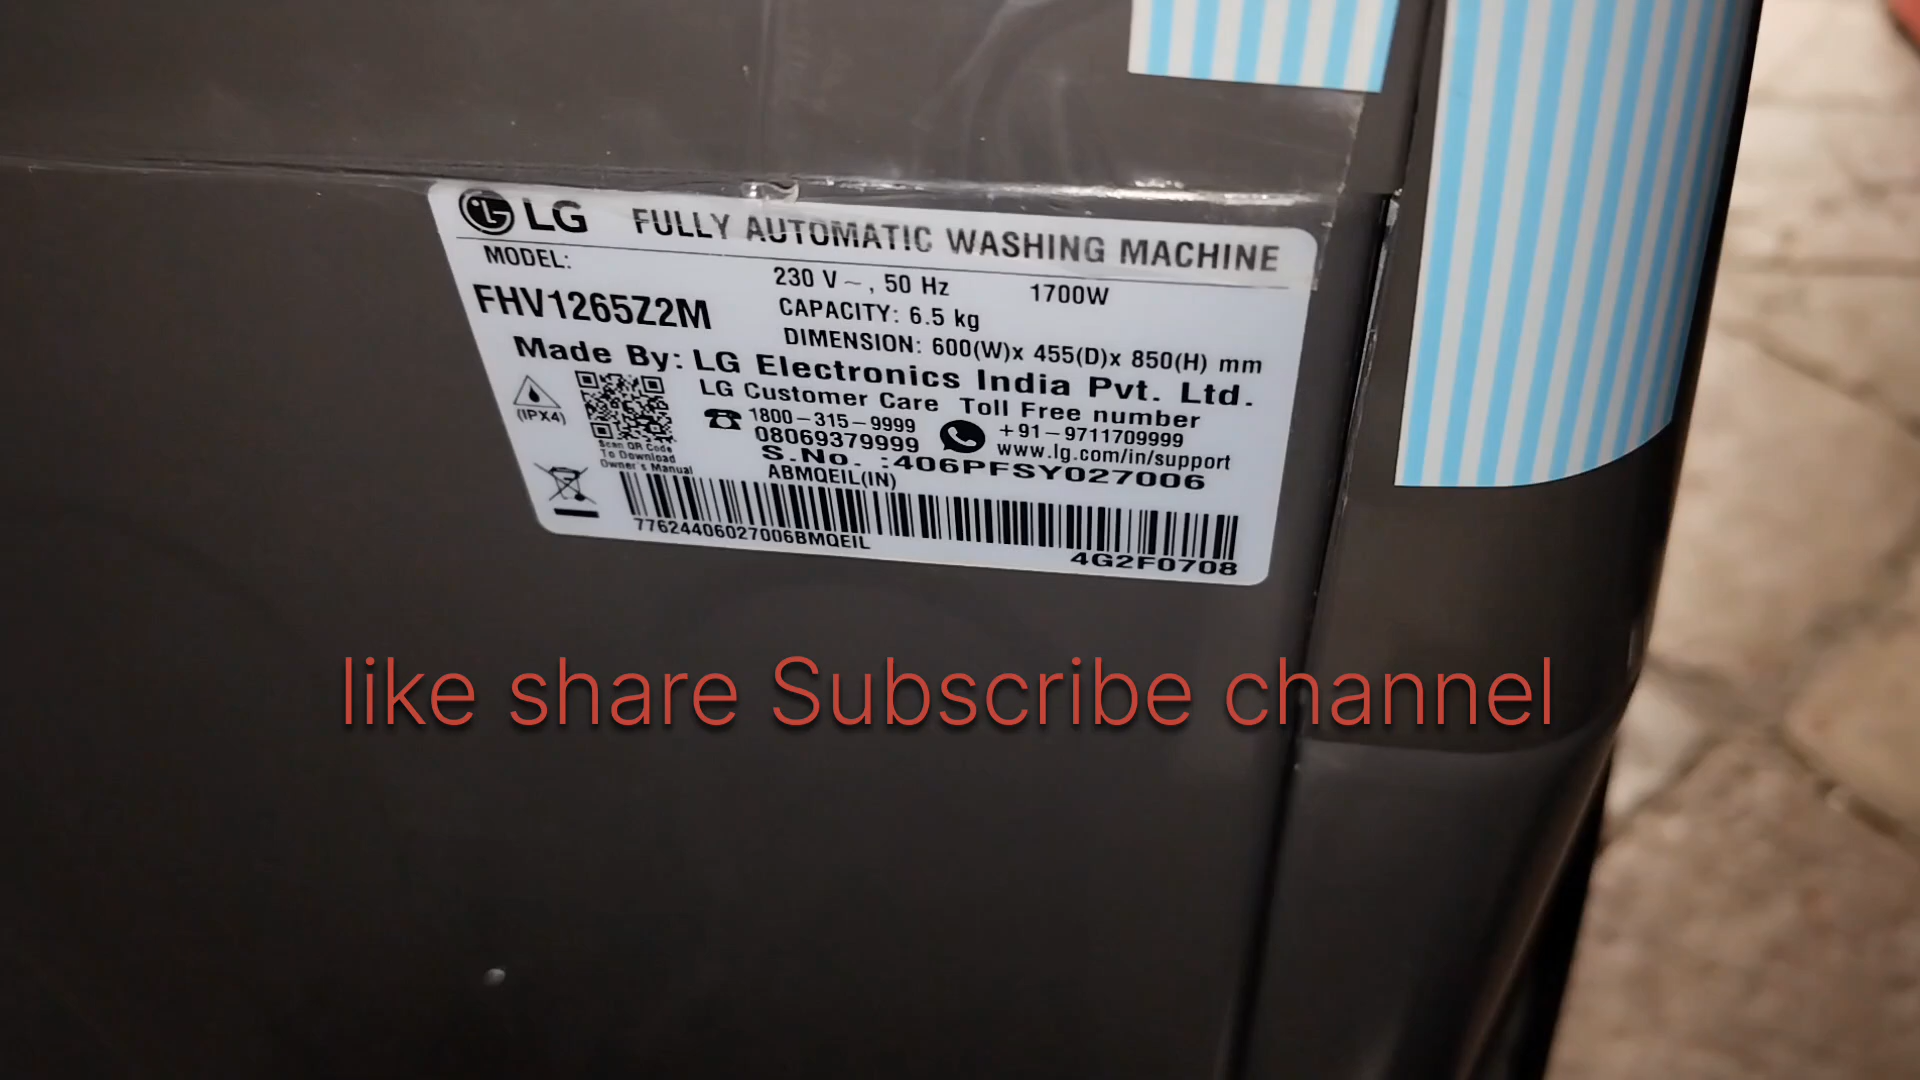 LG FULLY AUTOMATIC WASHING MACHINE
MODEL:
FHV1265Z2M
230 V ~, 50 Hz 1700W
CAPACITY: 6.5 kg
DIMENSION: 600(W)x 455(D)x 850(H) mm
Made By: LG Electronics India Pvt. Ltd.
LG Customer Care Toll Free number
(IPX4)
Scan QR Code
To Download
Owner's Manual
1800-315-9999
08069379999
+91-9711709999
www.lg.com/in/support
S.No. :406PFSY027006
ABMQEIL(IN)
77624406027006BMQEIL
4G2F0708
like share Subscribe channel